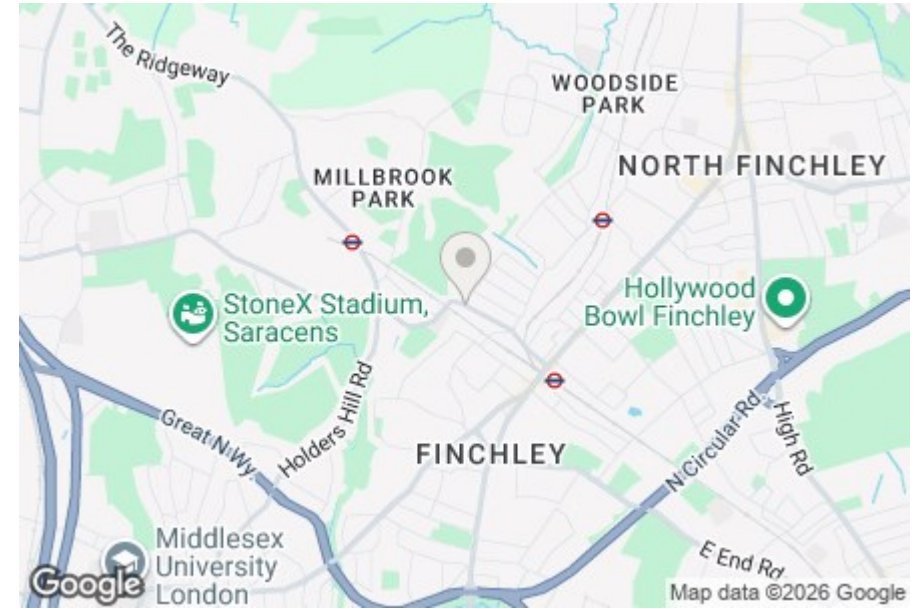 The Ridgeway
WOODSIDE
PARK
NORTH FINCHLEY
MILLBROOK
PARK
StoneX Stadium,
Saracens
Hollywood
Bowl Finchley
Holders Hill Rd
Great N Wy.
FINCHLEY
N Circular Rd
High Rd
E End Rd
Middlesex
University
London
Google
Map data ©2026 Google